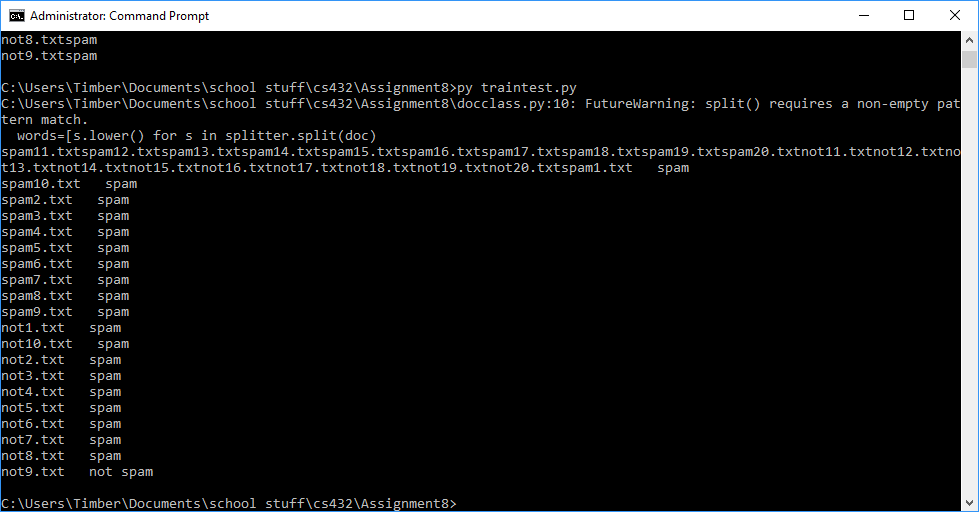 Administrator: Command Prompt
not8.txtspam
not9.txtspam
C:\Users\Timber\Documents\school stuff\cs432\Assignment8>py traintest.py
C:\Users\Timber\Documents\school stuff\cs432\Assignment8\docclass.py:10: FutureWarning: split() requires a non-empty pat
tern match.
  words=[s.lower() for s in splitter.split(doc)
spam11.txtspam12.txtspam13.txtspam14.txtspam15.txtspam16.txtspam17.txtspam18.txtspam19.txtspam20.txtnot11.txtnot12.txtno
t13.txtnot14.txtnot15.txtnot16.txtnot17.txtnot18.txtnot19.txtnot20.txtspam1.txt   spam
spam10.txt   spam
spam2.txt   spam
spam3.txt   spam
spam4.txt   spam
spam5.txt   spam
spam6.txt   spam
spam7.txt   spam
spam8.txt   spam
spam9.txt   spam
not1.txt   spam
not10.txt   spam
not2.txt   spam
not3.txt   spam
not4.txt   spam
not5.txt   spam
not6.txt   spam
not7.txt   spam
not8.txt   spam
not9.txt   not spam
C:\Users\Timber\Documents\school stuff\cs432\Assignment8>